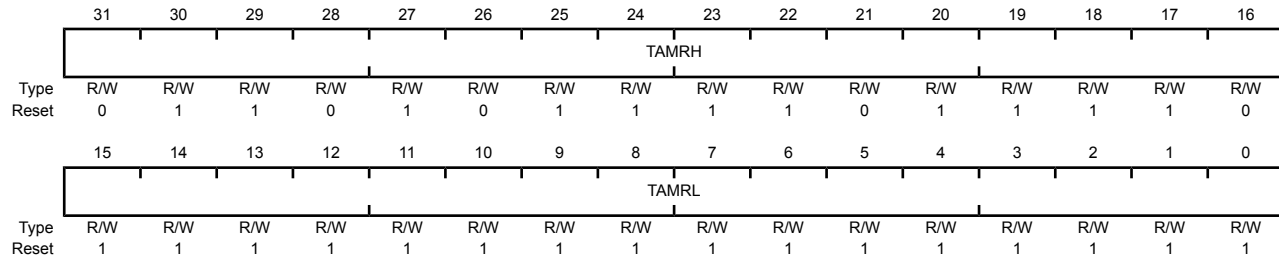 31 30 29 28 27 26 25 24 23 22 21 20 19 18 17 16
TAMRH
Type R/W R/W R/W R/W R/W R/W R/W R/W R/W R/W R/W R/W R/W R/W R/W R/W
Reset 0 1 1 0 1 0 1 1 1 1 0 1 1 1 1 0
15 14 13 12 11 10 9 8 7 6 5 4 3 2 1 0
TAMRL
Type R/W R/W R/W R/W R/W R/W R/W R/W R/W R/W R/W R/W R/W R/W R/W R/W
Reset 1 1 1 1 1 1 1 1 1 1 1 1 1 1 1 1